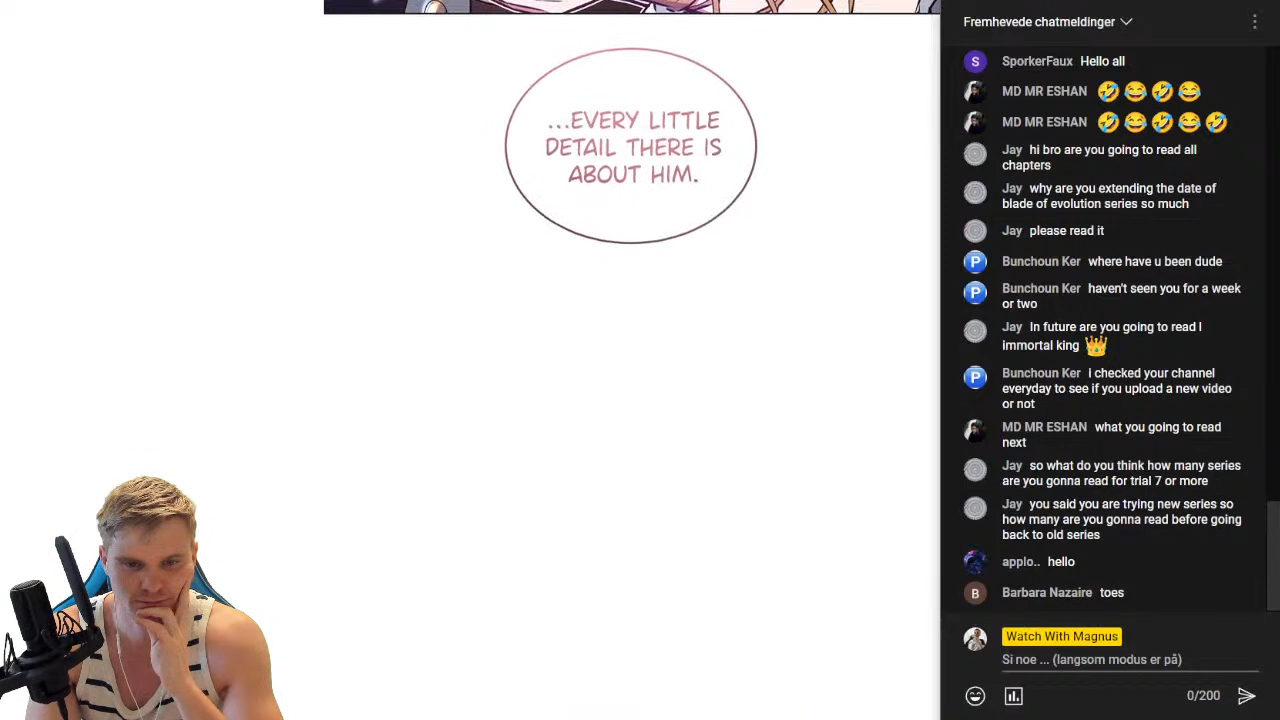 ...EVERY LITTLE
DETAIL THERE IS
ABOUT HIM.
Fremhevede chatmeldinger
S SporkerFaux Hello all
MD MR ESHAN 🤣😂🤣😂
MD MR ESHAN 🤣😂🤣😂🤣
Jay hi bro are you going to read all
chapters
Jay why are you extending the date of
blade of evolution series so much
Jay please read it
P Bunchoun Ker where have u been dude
P Bunchoun Ker haven't seen you for a week
or two
Jay In future are you going to read I
immortal king 👑
P Bunchoun Ker I checked your channel
everyday to see if you upload a new video
or not
MD MR ESHAN what you going to read
next
Jay so what do you think how many series
are you gonna read for trial 7 or more
Jay you said you are trying new series so
how many are you gonna read before going
back to old series
applo.. hello
B Barbara Nazaire toes
Watch With Magnus
Si noe ... (langsom modus er på)
0/200